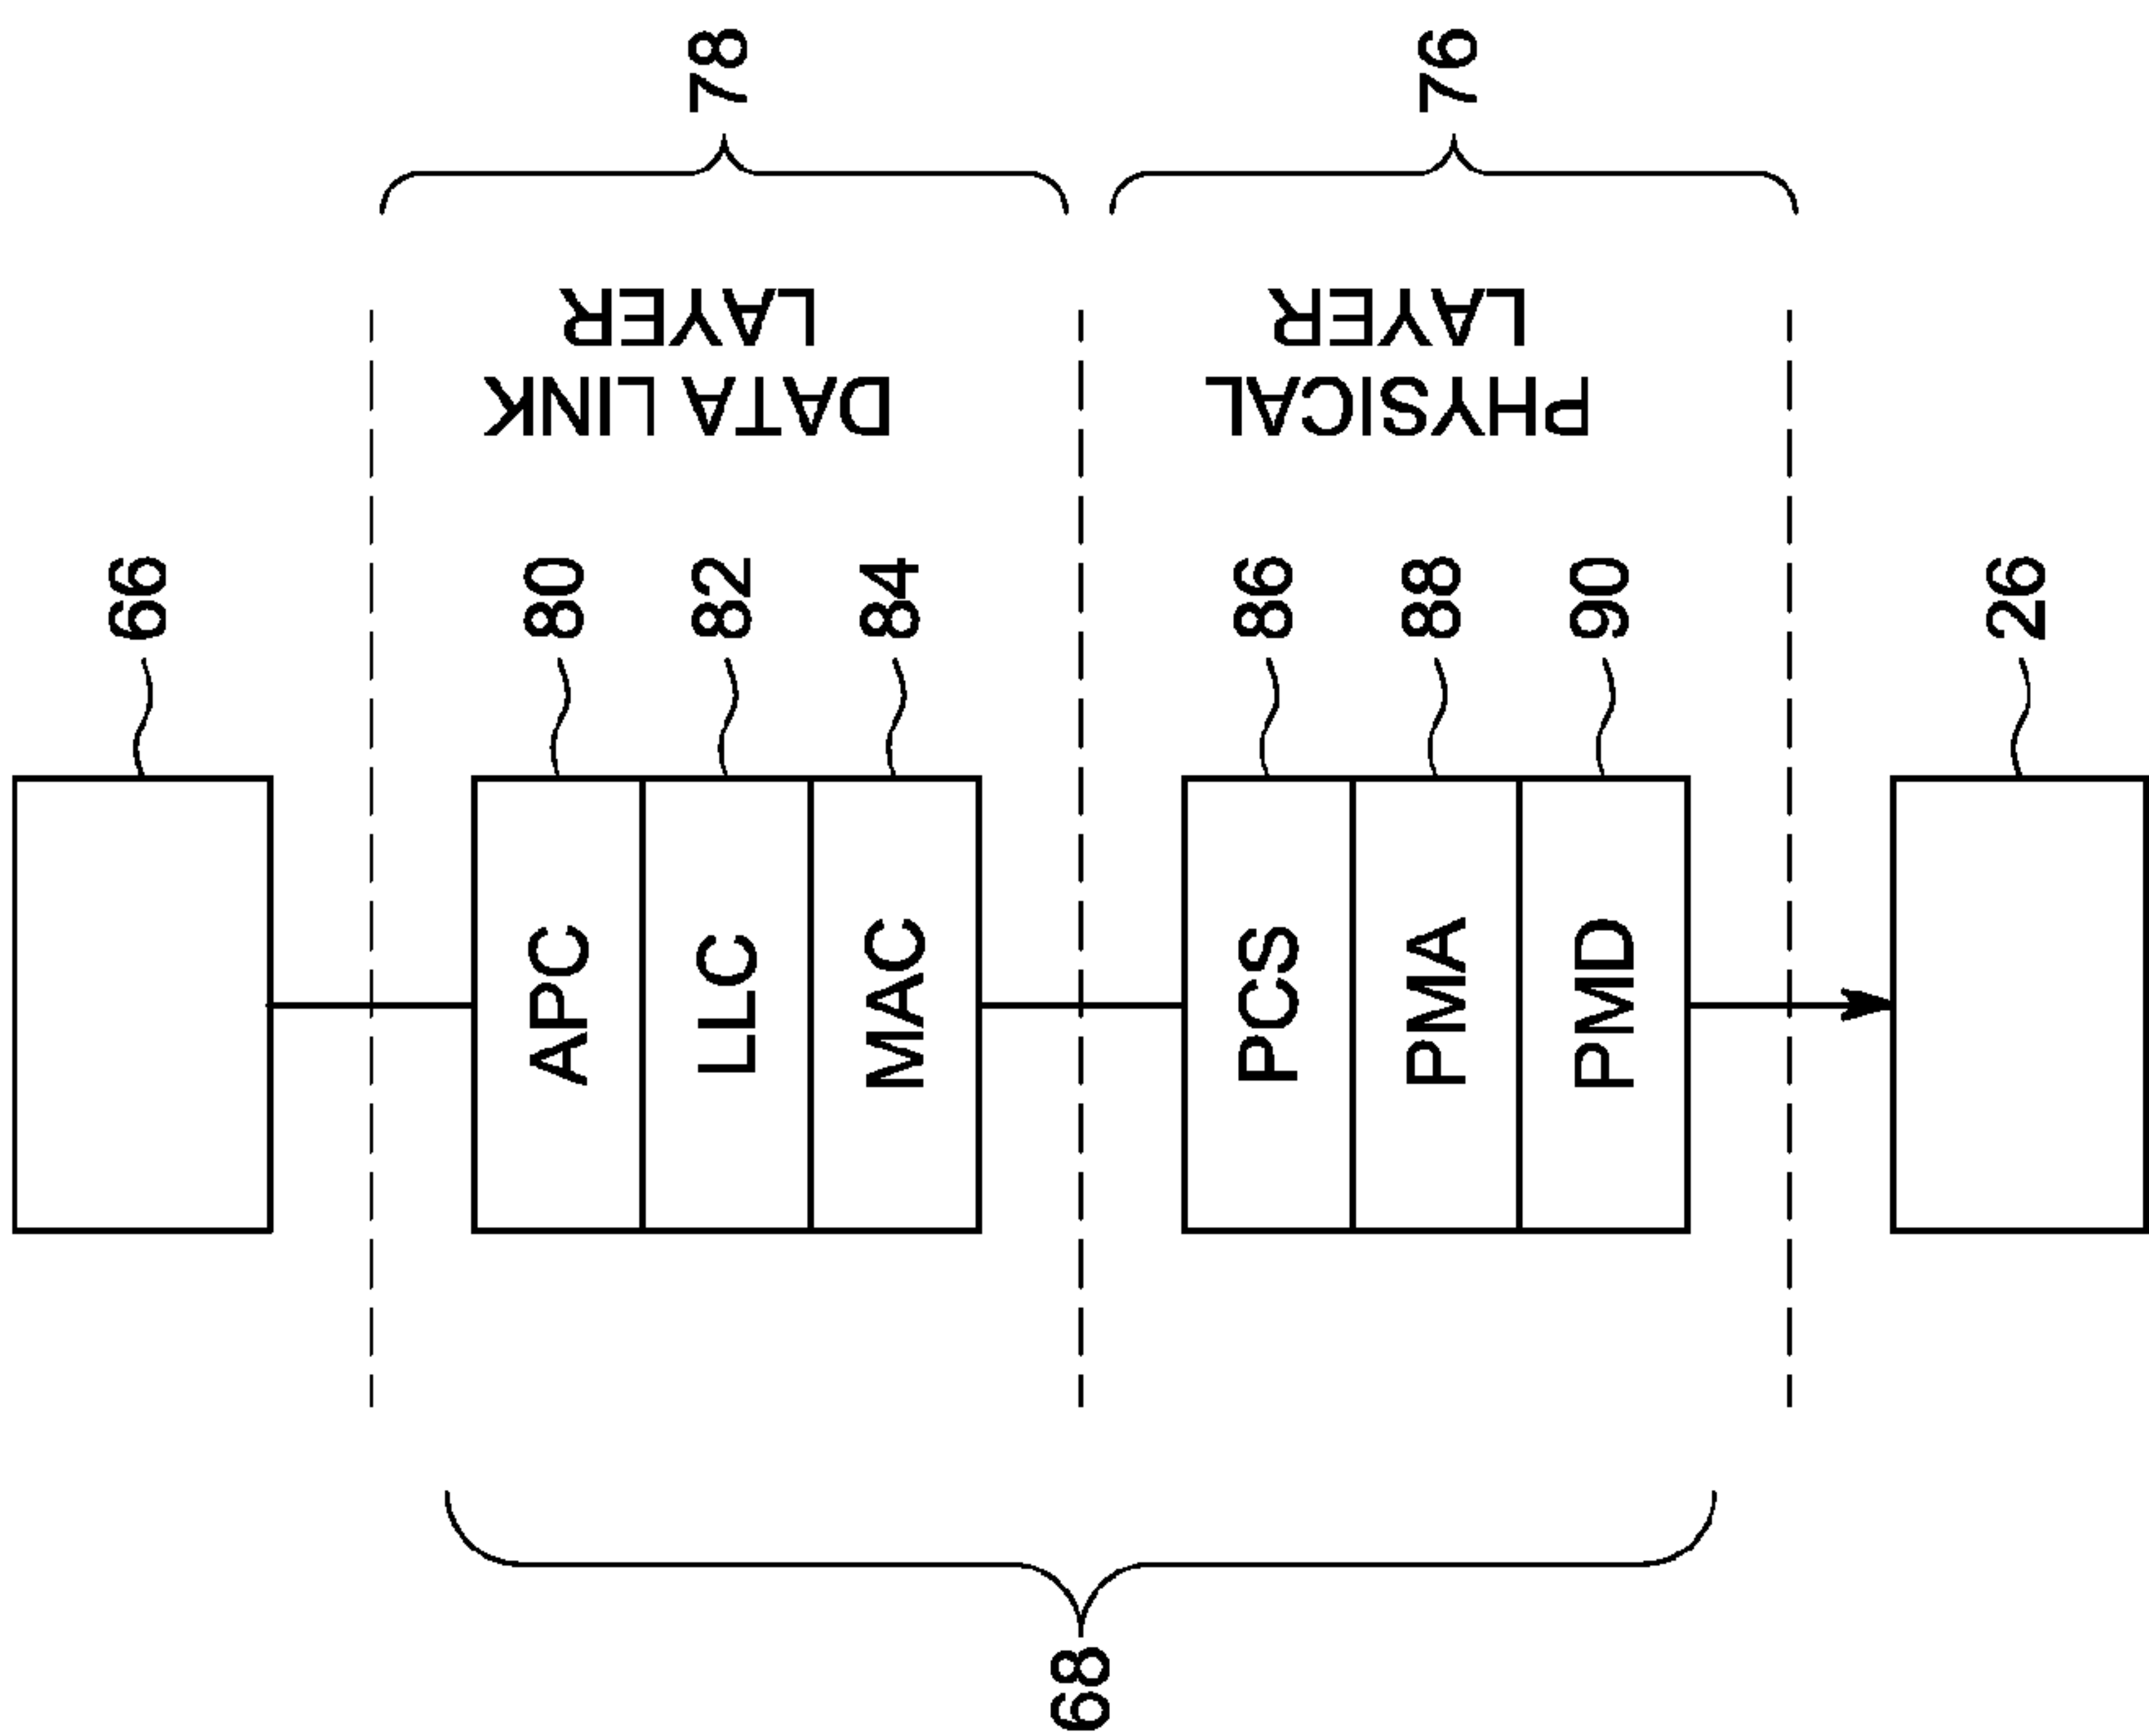 78
76
DATA LINK
LAYER
PHYSICAL
LAYER
66
80
82
84
86
88
90
26
APC
LLC
MAC
PCS
PMA
PMD
68